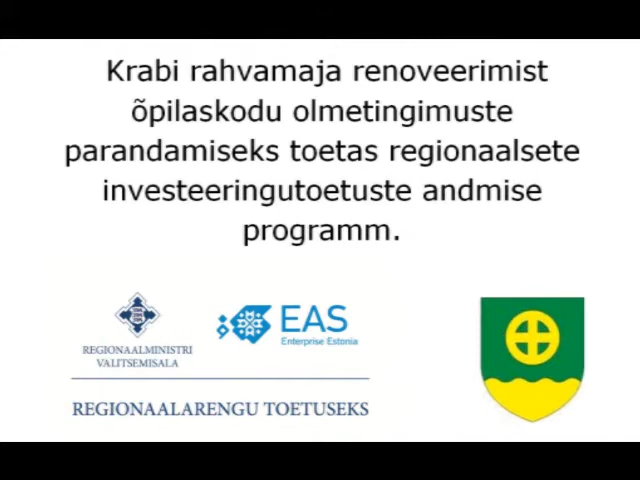 Krabi rahvamaja renoveerimist
õpilaskodu olmetingimuste
parandamiseks toetas regionaalsete
investeeringutoetuste andmise
programm.
EAS
Enterprise Estonia
REGIONAALMINISTRI
VALITSEMISALA
REGIONAALARENGU TOETUSEKS